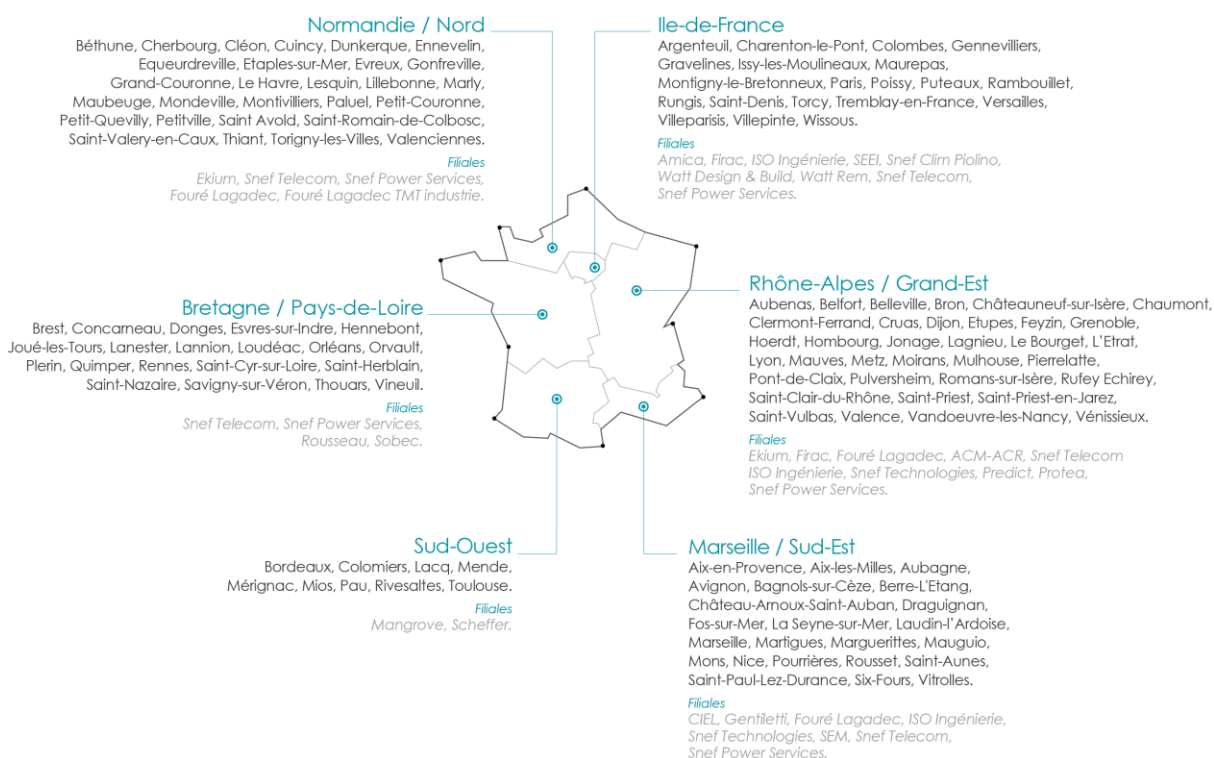 Normandie / Nord
Béthune, Cherbourg, Cléon, Cuincy, Dunkerque, Ennevelin,
Equeurdreville, Etaples-sur-Mer, Evreux, Gonfreville,
Grand-Couronne, Le Havre, Lesquin, Lillebonne, Marly,
Maubeuge, Mondeville, Montivilliers, Paluel, Petit-Couronne,
Petit-Quevilly, Petitville, Saint Avold, Saint-Romain-de-Colbosc,
Saint-Valery-en-Caux, Thiant, Torigny-les-Villes, Valenciennes.
Filiales
Ekium, Snef Telecom, Snef Power Services,
Fouré Lagadec, Fouré Lagadec TMT industrie.
Ile-de-France
Argenteuil, Charenton-le-Pont, Colombes, Gennevilliers,
Gravelines, Issy-les-Moulineaux, Maurepas,
Montigny-le-Bretonneux, Paris, Poissy, Puteaux, Rambouillet,
Rungis, Saint-Denis, Torcy, Tremblay-en-France, Versailles,
Villeparisis, Villepinte, Wissous.
Filiales
Amica, Firac, ISO Ingénierie, SEEI, Snef Clim Piolino,
Watt Design & Build, Watt Rem, Snef Telecom,
Snef Power Services.
Bretagne / Pays-de-Loire
Brest, Concarneau, Donges, Esvres-sur-Indre, Hennebont,
Joué-les-Tours, Lanester, Lannion, Loudéac, Orléans, Orvault,
Plerin, Quimper, Rennes, Saint-Cyr-sur-Loire, Saint-Herblain,
Saint-Nazaire, Savigny-sur-Véron, Thouars, Vineuil.
Filiales
Snef Telecom, Snef Power Services,
Rousseau, Sobec.
Rhône-Alpes / Grand-Est
Aubenas, Belfort, Belleville, Bron, Châteauneuf-sur-Isère, Chaumont,
Clermont-Ferrand, Cruas, Dijon, Etupes, Feyzin, Grenoble,
Hoerdt, Hombourg, Jonage, Lagnieu, Le Bourget, L'Etrat,
Lyon, Mauves, Metz, Moirans, Mulhouse, Pierrelatte,
Pont-de-Claix, Pulversheim, Romans-sur-Isère, Rufey Echirey,
Saint-Clair-du-Rhône, Saint-Priest, Saint-Priest-en-Jarez,
Saint-Vulbas, Valence, Vandoeuvre-les-Nancy, Vénissieux.
Filiales
Ekium, Firac, Fouré Lagadec, ACM-ACR, Snef Telecom
ISO Ingénierie, Snef Technologies, Predict, Protea,
Snef Power Services.
Sud-Ouest
Bordeaux, Colomiers, Lacq, Mende,
Mérignac, Mios, Pau, Rivesaltes, Toulouse.
Filiales
Mangrove, Scheffer.
Marseille / Sud-Est
Aix-en-Provence, Aix-les-Milles, Aubagne,
Avignon, Bagnols-sur-Cèze, Berre-L'Etang,
Château-Arnoux-Saint-Auban, Draguignan,
Fos-sur-Mer, La Seyne-sur-Mer, Laudin-l'Ardoise,
Marseille, Martigues, Marguerittes, Mauguio,
Mons, Nice, Pourrières, Rousset, Saint-Aunes,
Saint-Paul-Lez-Durance, Six-Fours, Vitrolles.
Filiales
CIEL, Gentiletti, Fouré Lagadec, ISO Ingénierie,
Snef Technologies, SEM, Snef Telecom,
Snef Power Services.